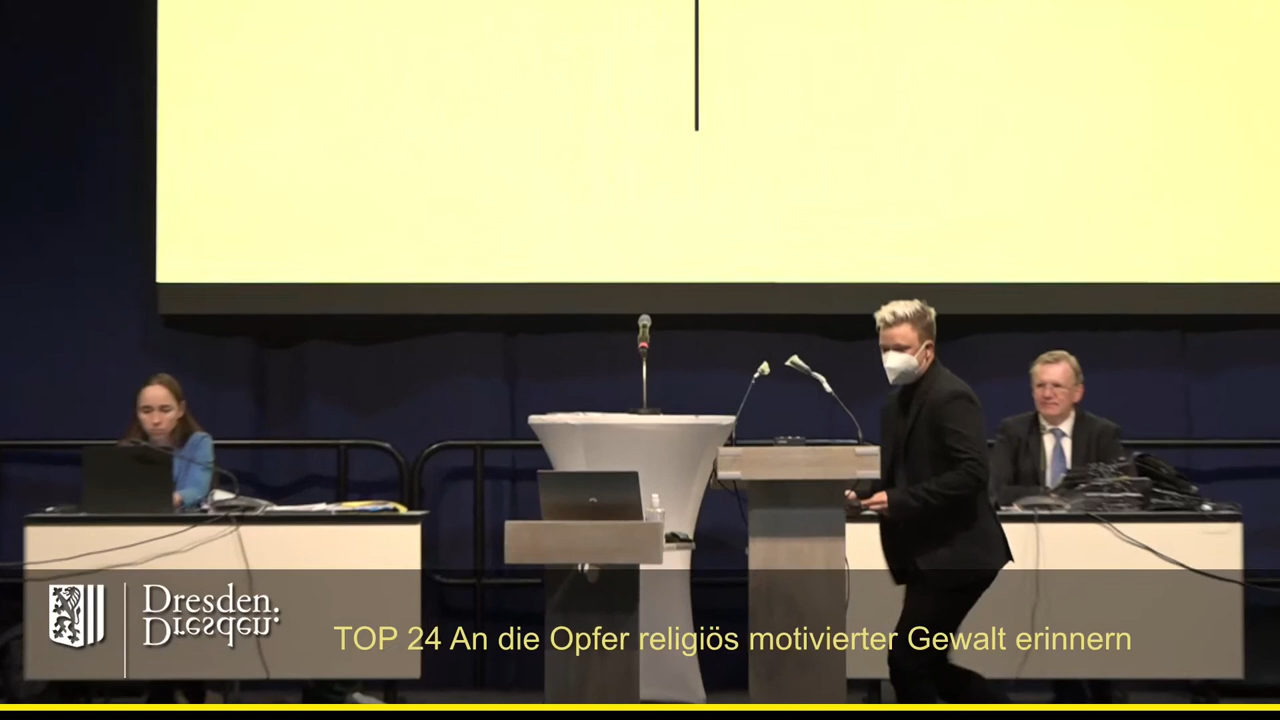 Dresden.
Dresden.
TOP 24 An die Opfer religiös motivierter Gewalt erinnern